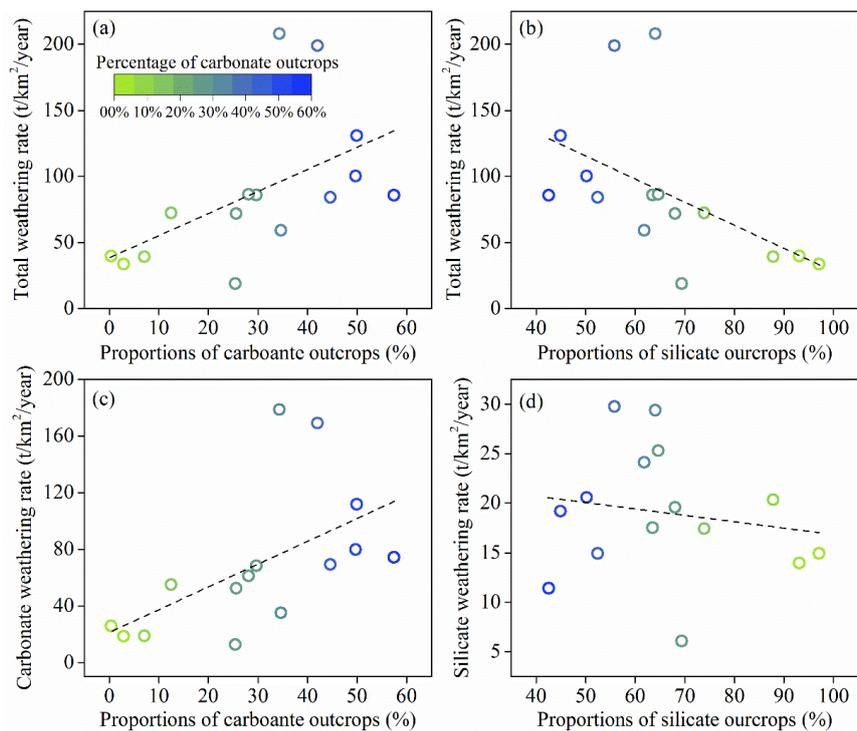 (a)
Percentage of carbonate outcrops
00% 10% 20% 30% 40% 50% 60%
Total weathering rate (t/km²/year)
200
150
100
50
0
0 10 20 30 40 50 60
Proportions of carboante outcrops (%)
(b)
Total weathering rate (t/km²/year)
200
150
100
50
0
40 50 60 70 80 90 100
Proportions of silicate ourcrops (%)
(c)
Carbonate weathering rate (t/km²/year)
200
160
120
80
40
0
0 10 20 30 40 50 60
Proportions of carboante outcrops (%)
(d)
Silicate weathering rate (t/km²/year)
30
25
20
15
10
5
40 50 60 70 80 90 100
Proportions of silicate ourcrops (%)